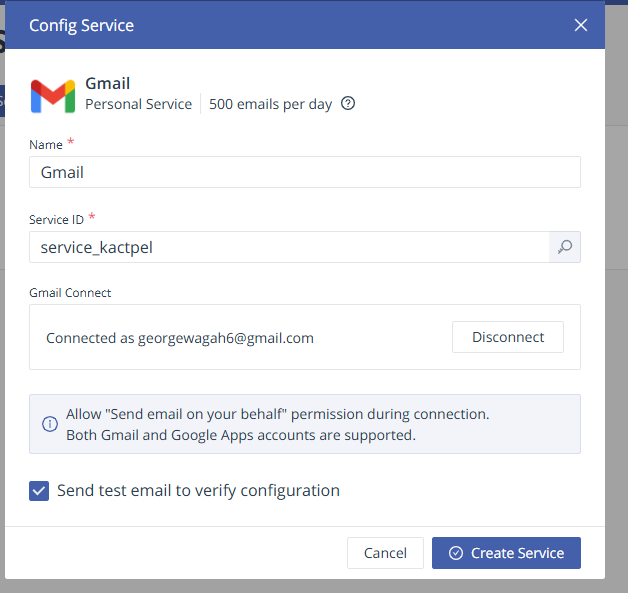 Config Service
Gmail
Personal Service 500 emails per day
Name *
Gmail
Service ID *
service_kactpel
Gmail Connect
Connected as georgewagah6@gmail.com Disconnect
Allow "Send email on your behalf" permission during connection.
Both Gmail and Google Apps accounts are supported.
Send test email to verify configuration
Cancel Create Service